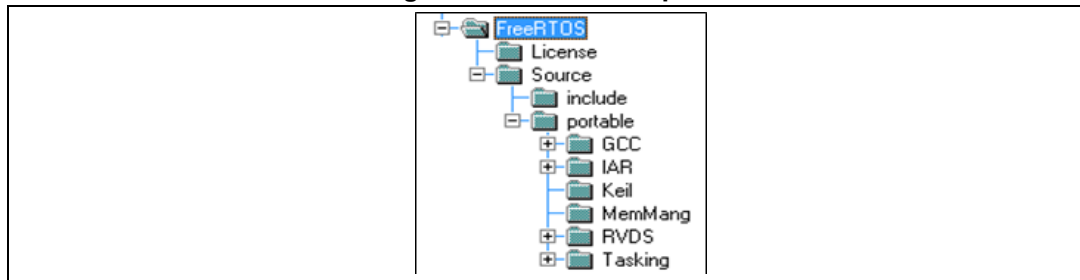 FreeRTOS
License
Source
include
portable
GCC
IAR
Keil
MemMang
RVDS
Tasking